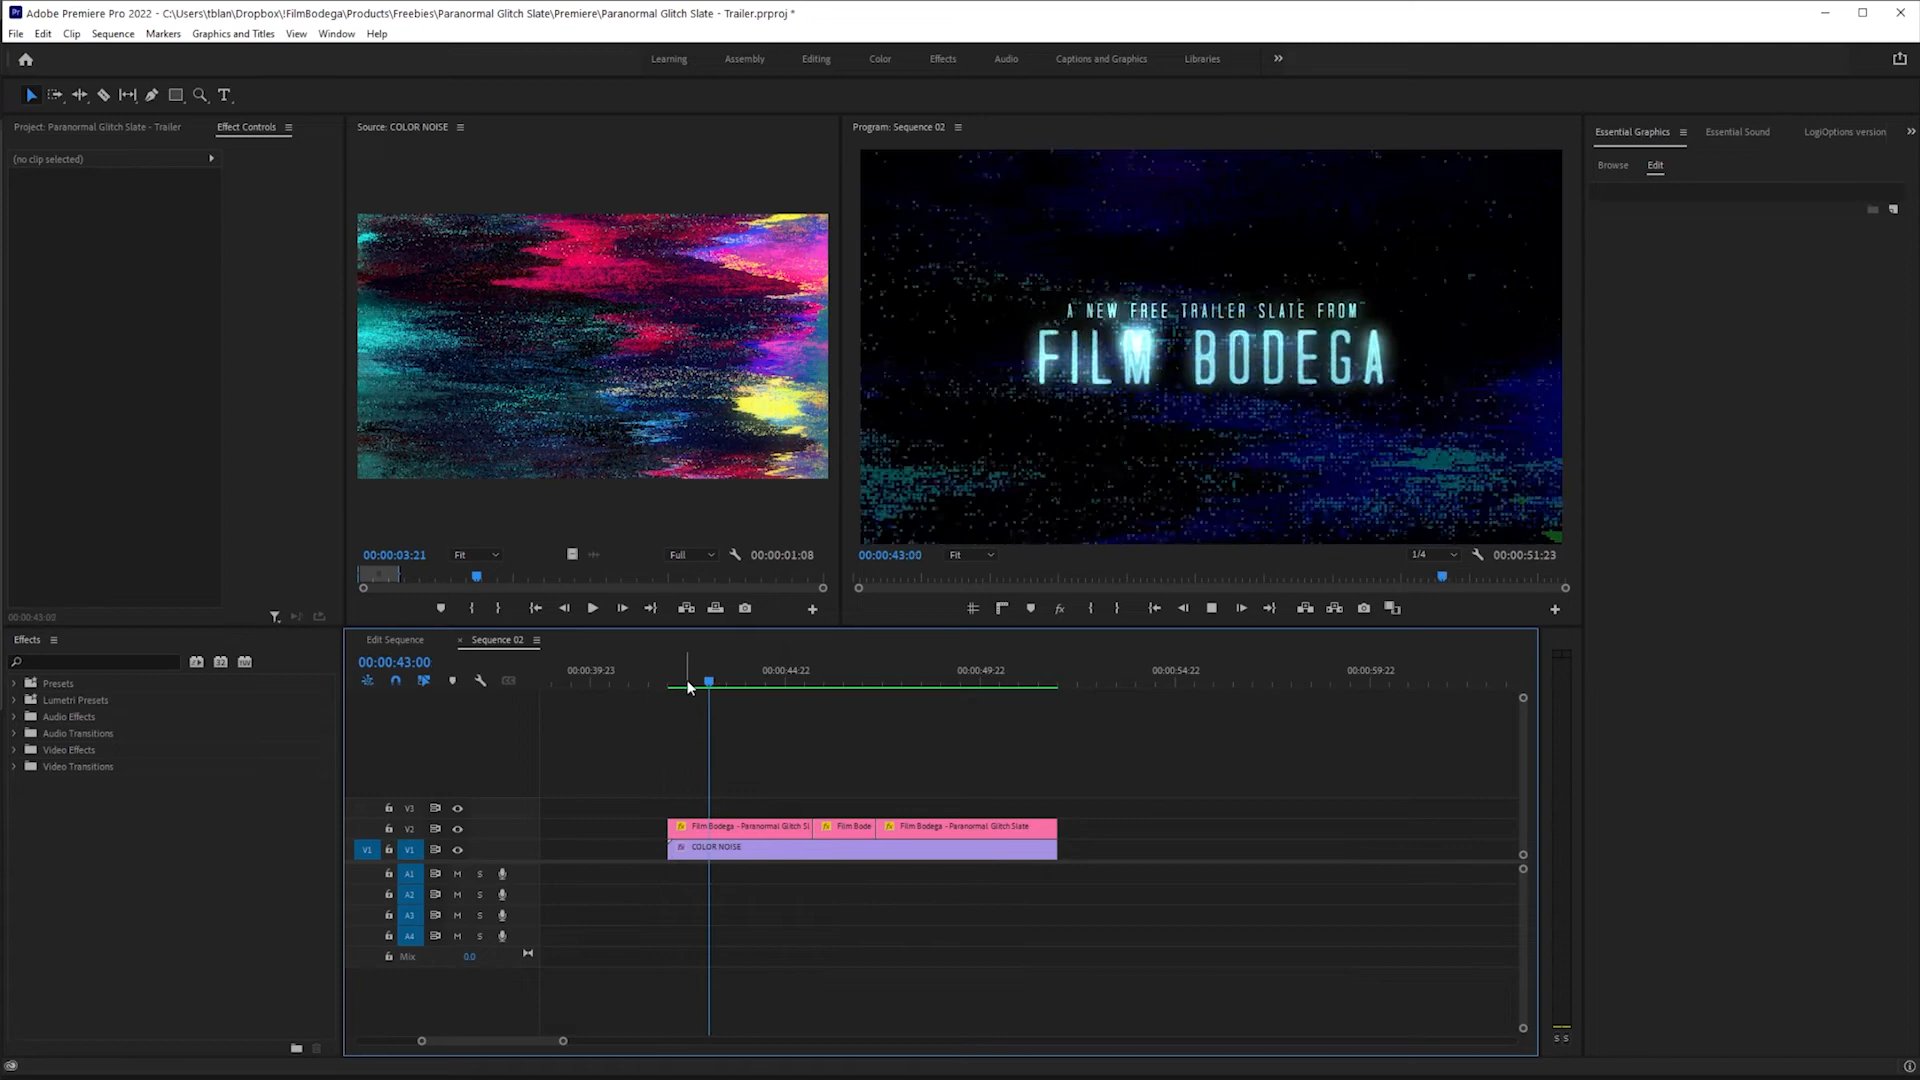 Adobe Premiere Pro 2022 - C:\Users\tblan\Dropbox\!FilmBodega\Products\Freebies\Paranormal Glitch Slate\Premiere\Paranormal Glitch Slate - Trailer.prproj *
File Edit Clip Sequence Markers Graphics and Titles View Window Help
Learning Assembly Editing Color Effects Audio Captions and Graphics Libraries
Project: Paranormal Glitch Slate - Trailer Effect Controls
(no clip selected)
Source: COLOR NOISE
Program: Sequence 02
Essential Graphics Essential Sound LogiOptions version
Browse Edit
A NEW FREE TRAILER SLATE FROM
FILM BODEGA
00:00:03:21 Fit Full 00:00:01:08
00:00:43:00 Fit 1/4 00:00:51:23
Effects
Presets
Lumetri Presets
Audio Effects
Audio Transitions
Video Effects
Video Transitions
Edit Sequence Sequence 02
00:00:43:00
00:00:39:23 00:00:44:22 00:00:49:22 00:00:54:22 00:00:59:22
V3
V2 Film Bodega - Paranormal Glitch Sl Film Bode Film Bodega - Paranormal Glitch Slate
V1 V1 COLOR NOISE
A1 M S
A2 M S
A3 M S
A4 M S
Mix 0.0
S S